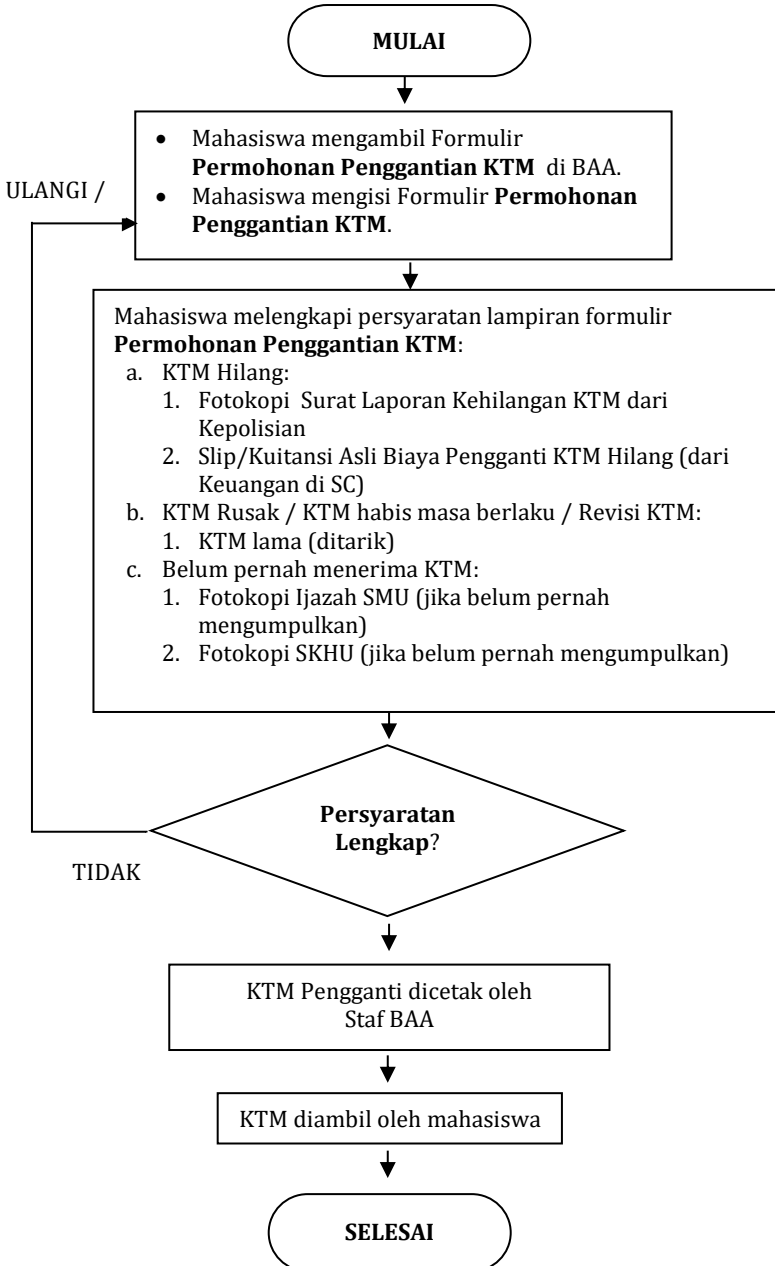 MULAI
• Mahasiswa mengambil Formulir
Permohonan Penggantian KTM di BAA.
ULANGI /
• Mahasiswa mengisi Formulir Permohonan
Penggantian KTM.
Mahasiswa melengkapi persyaratan lampiran formulir
Permohonan Penggantian KTM:
a. KTM Hilang:
1. Fotokopi Surat Laporan Kehilangan KTM dari
Kepolisian
2. Slip/Kuitansi Asli Biaya Pengganti KTM Hilang (dari
Keuangan di SC)
b. KTM Rusak / KTM habis masa berlaku / Revisi KTM:
1. KTM lama (ditarik)
c. Belum pernah menerima KTM:
1. Fotokopi Ijazah SMU (jika belum pernah
mengumpulkan)
2. Fotokopi SKHU (jika belum pernah mengumpulkan)
Persyaratan
Lengkap?
TIDAK
KTM Pengganti dicetak oleh
Staf BAA
KTM diambil oleh mahasiswa
SELESAI